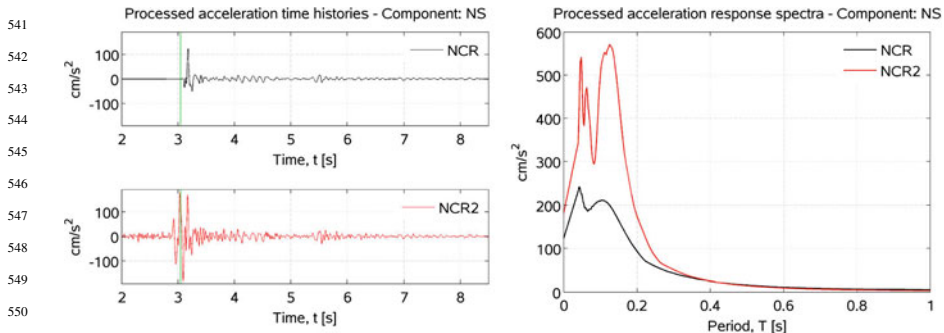 541
542
543
544
545
546
547
548
549
550
Processed acceleration time histories - Component: NS
NCR
cm/s²
100
0
-100
2 3 4 5 6 7 8
Time, t [s]
NCR2
cm/s²
100
0
-100
2 3 4 5 6 7 8
Time, t [s]
Processed acceleration response spectra - Component: NS
NCR
NCR2
cm/s²
600
500
400
300
200
100
0
0 0.2 0.4 0.6 0.8 1
Period, T [s]